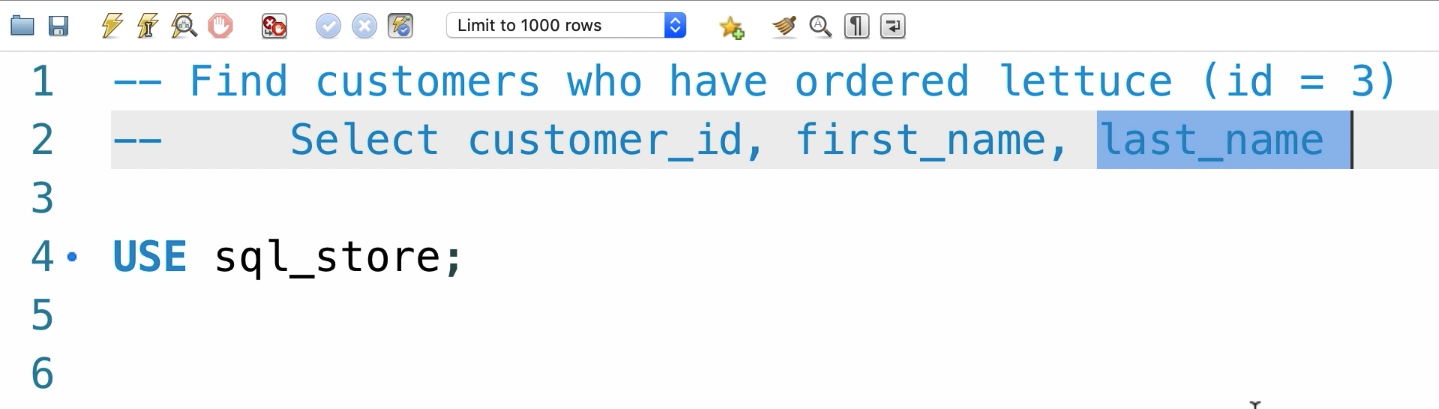 Limit to 1000 rows
1 -- Find customers who have ordered lettuce (id = 3)
2 --     Select customer_id, first_name, last_name
3
4 USE sql_store;
5
6